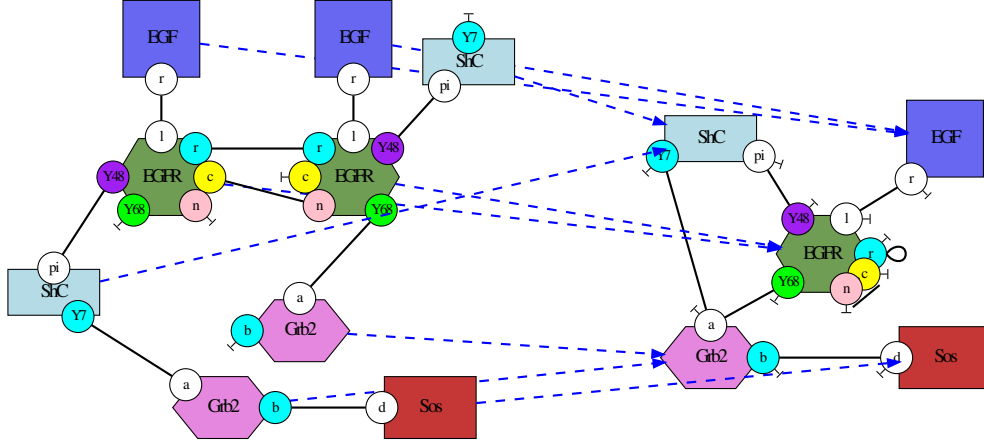 EGF
EGF
Y7
ShC
r
r
pi
l
r
r
l
Y48
Y48
EGFR
c
c
EGFR
Y68
n
n
Y68
pi
ShC
Y7
a
b
Grb2
a
Grb2
b
d
Sos
ShC
EGF
Y7
pi
r
Y48
l
EGFR
r
c
Y68
n
a
Grb2
b
d
Sos